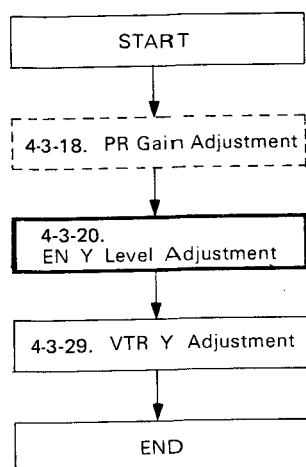 START
4-3-18. PR Gain Adjustment
4-3-20.
EN Y Level Adjustment
4-3-29. VTR Y Adjustment
END